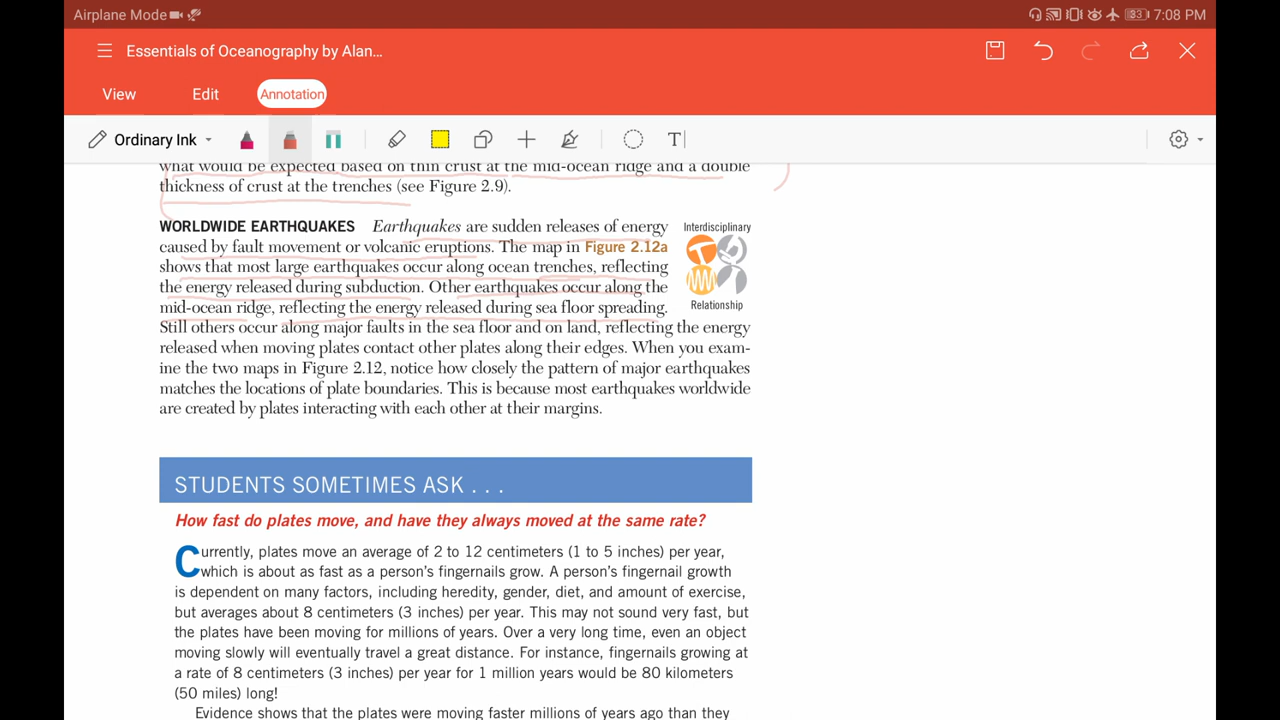 Airplane Mode
33 7:08 PM
Essentials of Oceanography by Alan...
View Edit Annotation
Ordinary Ink T
what would be expected based on thin crust at the mid-ocean ridge and a double
thickness of crust at the trenches (see Figure 2.9).
WORLDWIDE EARTHQUAKES Earthquakes are sudden releases of energy
caused by fault movement or volcanic eruptions. The map in Figure 2.12a
shows that most large earthquakes occur along ocean trenches, reflecting
the energy released during subduction. Other earthquakes occur along the
mid-ocean ridge, reflecting the energy released during sea floor spreading.
Still others occur along major faults in the sea floor and on land, reflecting the energy
released when moving plates contact other plates along their edges. When you exam-
ine the two maps in Figure 2.12, notice how closely the pattern of major earthquakes
matches the locations of plate boundaries. This is because most earthquakes worldwide
are created by plates interacting with each other at their margins.
Interdisciplinary
Relationship
STUDENTS SOMETIMES ASK . . .
How fast do plates move, and have they always moved at the same rate?
Currently, plates move an average of 2 to 12 centimeters (1 to 5 inches) per year,
which is about as fast as a person's fingernails grow. A person's fingernail growth
is dependent on many factors, including heredity, gender, diet, and amount of exercise,
but averages about 8 centimeters (3 inches) per year. This may not sound very fast, but
the plates have been moving for millions of years. Over a very long time, even an object
moving slowly will eventually travel a great distance. For instance, fingernails growing at
a rate of 8 centimeters (3 inches) per year for 1 million years would be 80 kilometers
(50 miles) long!
Evidence shows that the plates were moving faster millions of years ago than they